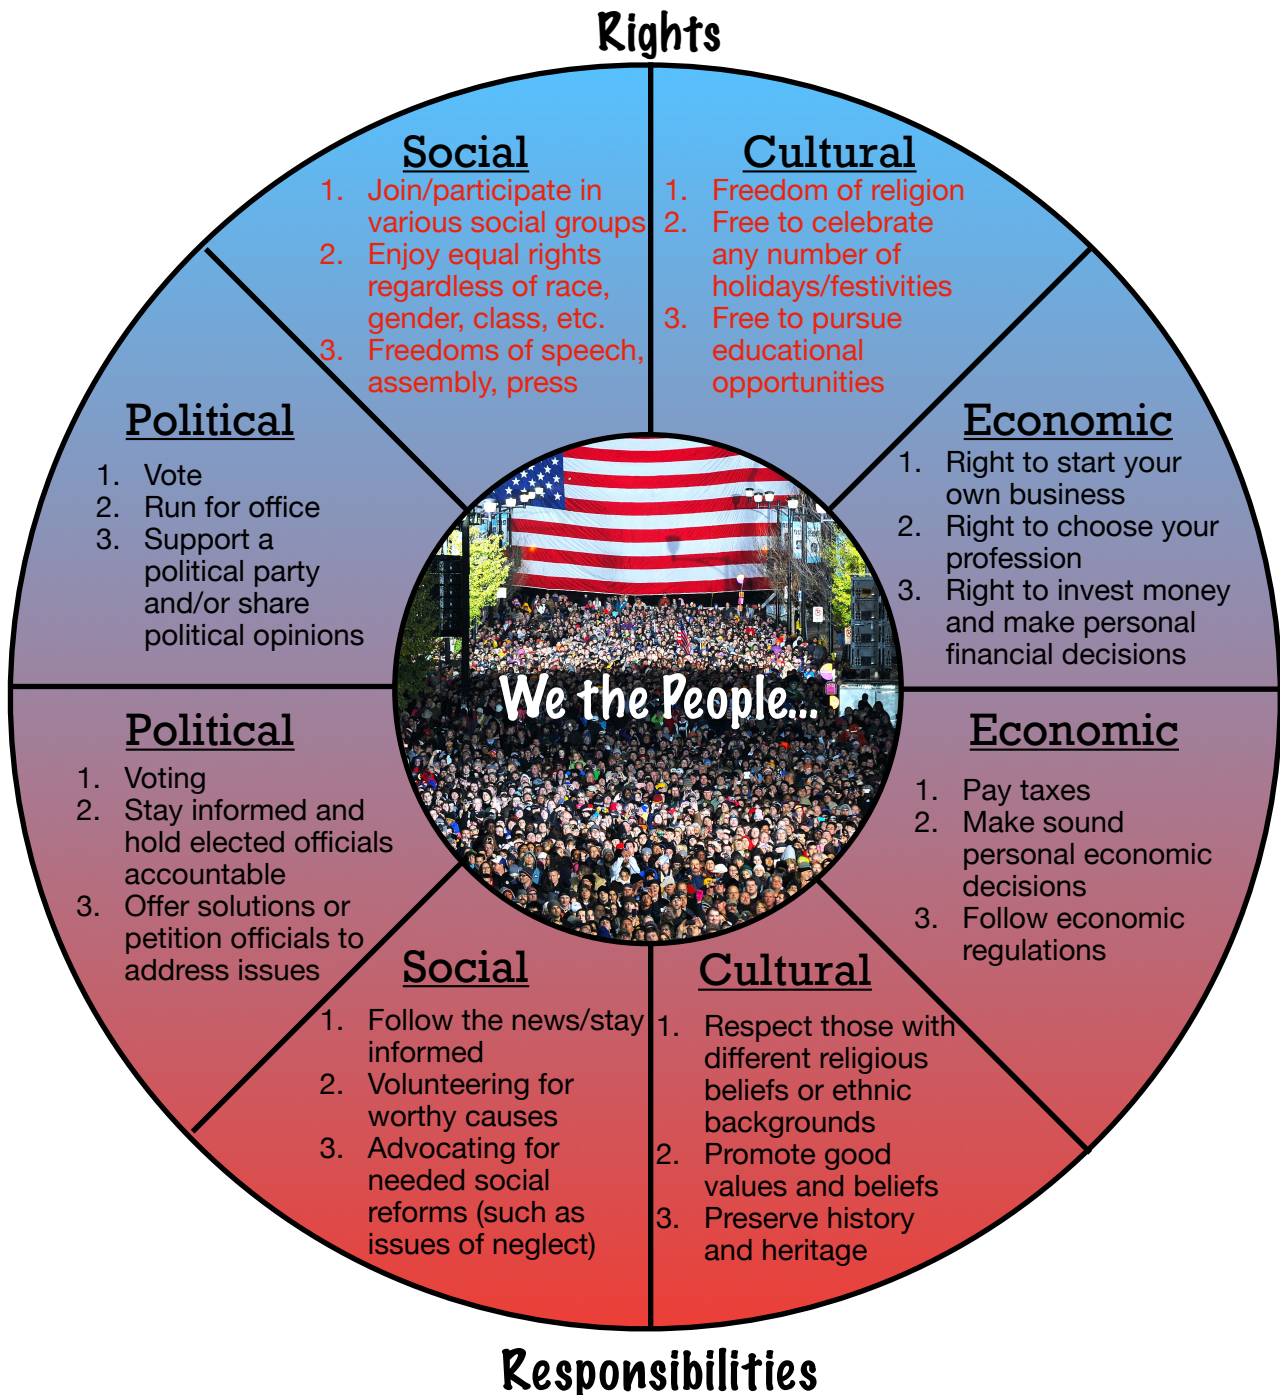 Rights
Social
1. Join/participate in
various social groups
2. Enjoy equal rights
regardless of race,
gender, class, etc.
3. Freedoms of speech,
assembly, press
Cultural
1. Freedom of religion
2. Free to celebrate
any number of
holidays/festivities
3. Free to pursue
educational
opportunities
Political
1. Vote
2. Run for office
3. Support a
political party
and/or share
political opinions
Economic
1. Right to start your
own business
2. Right to choose your
profession
3. Right to invest money
and make personal
financial decisions
We the People...
Political
1. Voting
2. Stay informed and
hold elected officials
accountable
3. Offer solutions or
petition officials to
address issues
Economic
1. Pay taxes
2. Make sound
personal economic
decisions
3. Follow economic
regulations
Social
1. Follow the news/stay
informed
2. Volunteering for
worthy causes
3. Advocating for
needed social
reforms (such as
issues of neglect)
Cultural
1. Respect those with
different religious
beliefs or ethnic
backgrounds
2. Promote good
values and beliefs
3. Preserve history
and heritage
Responsibilities